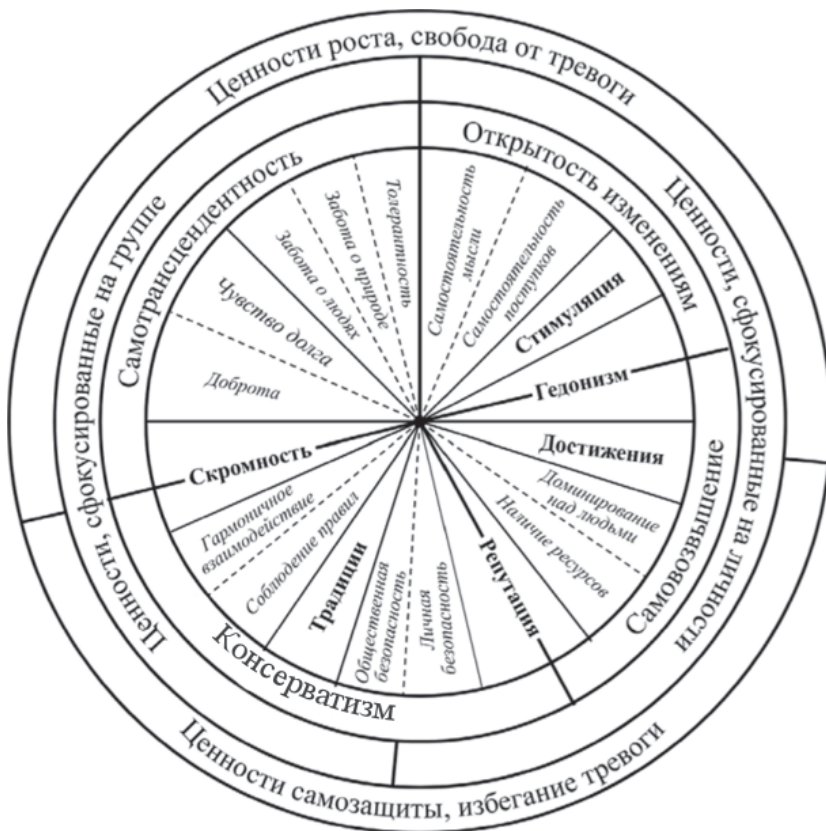 Ценности роста, свобода от тревоги
Ценности, сфокусированные на группе
Ценности, сфокусированные на личности
Ценности самозащиты, избегание тревоги
Самотрансцендентность
Открытость изменениям
Самовозвышение
Консерватизм
Самостоятельность
мысли
Самостоятельность
поступков
Стимуляция
Гедонизм
Достижения
Доминирование
над людьми
Наличие ресурсов
Репутация
Личная
безопасность
Общественная
безопасность
Традиции
Соблюдение правил
Гармоничное
взаимодействие
Скромность
Доброта
Чувство долга
Забота о людях
Забота о природе
Толерантность